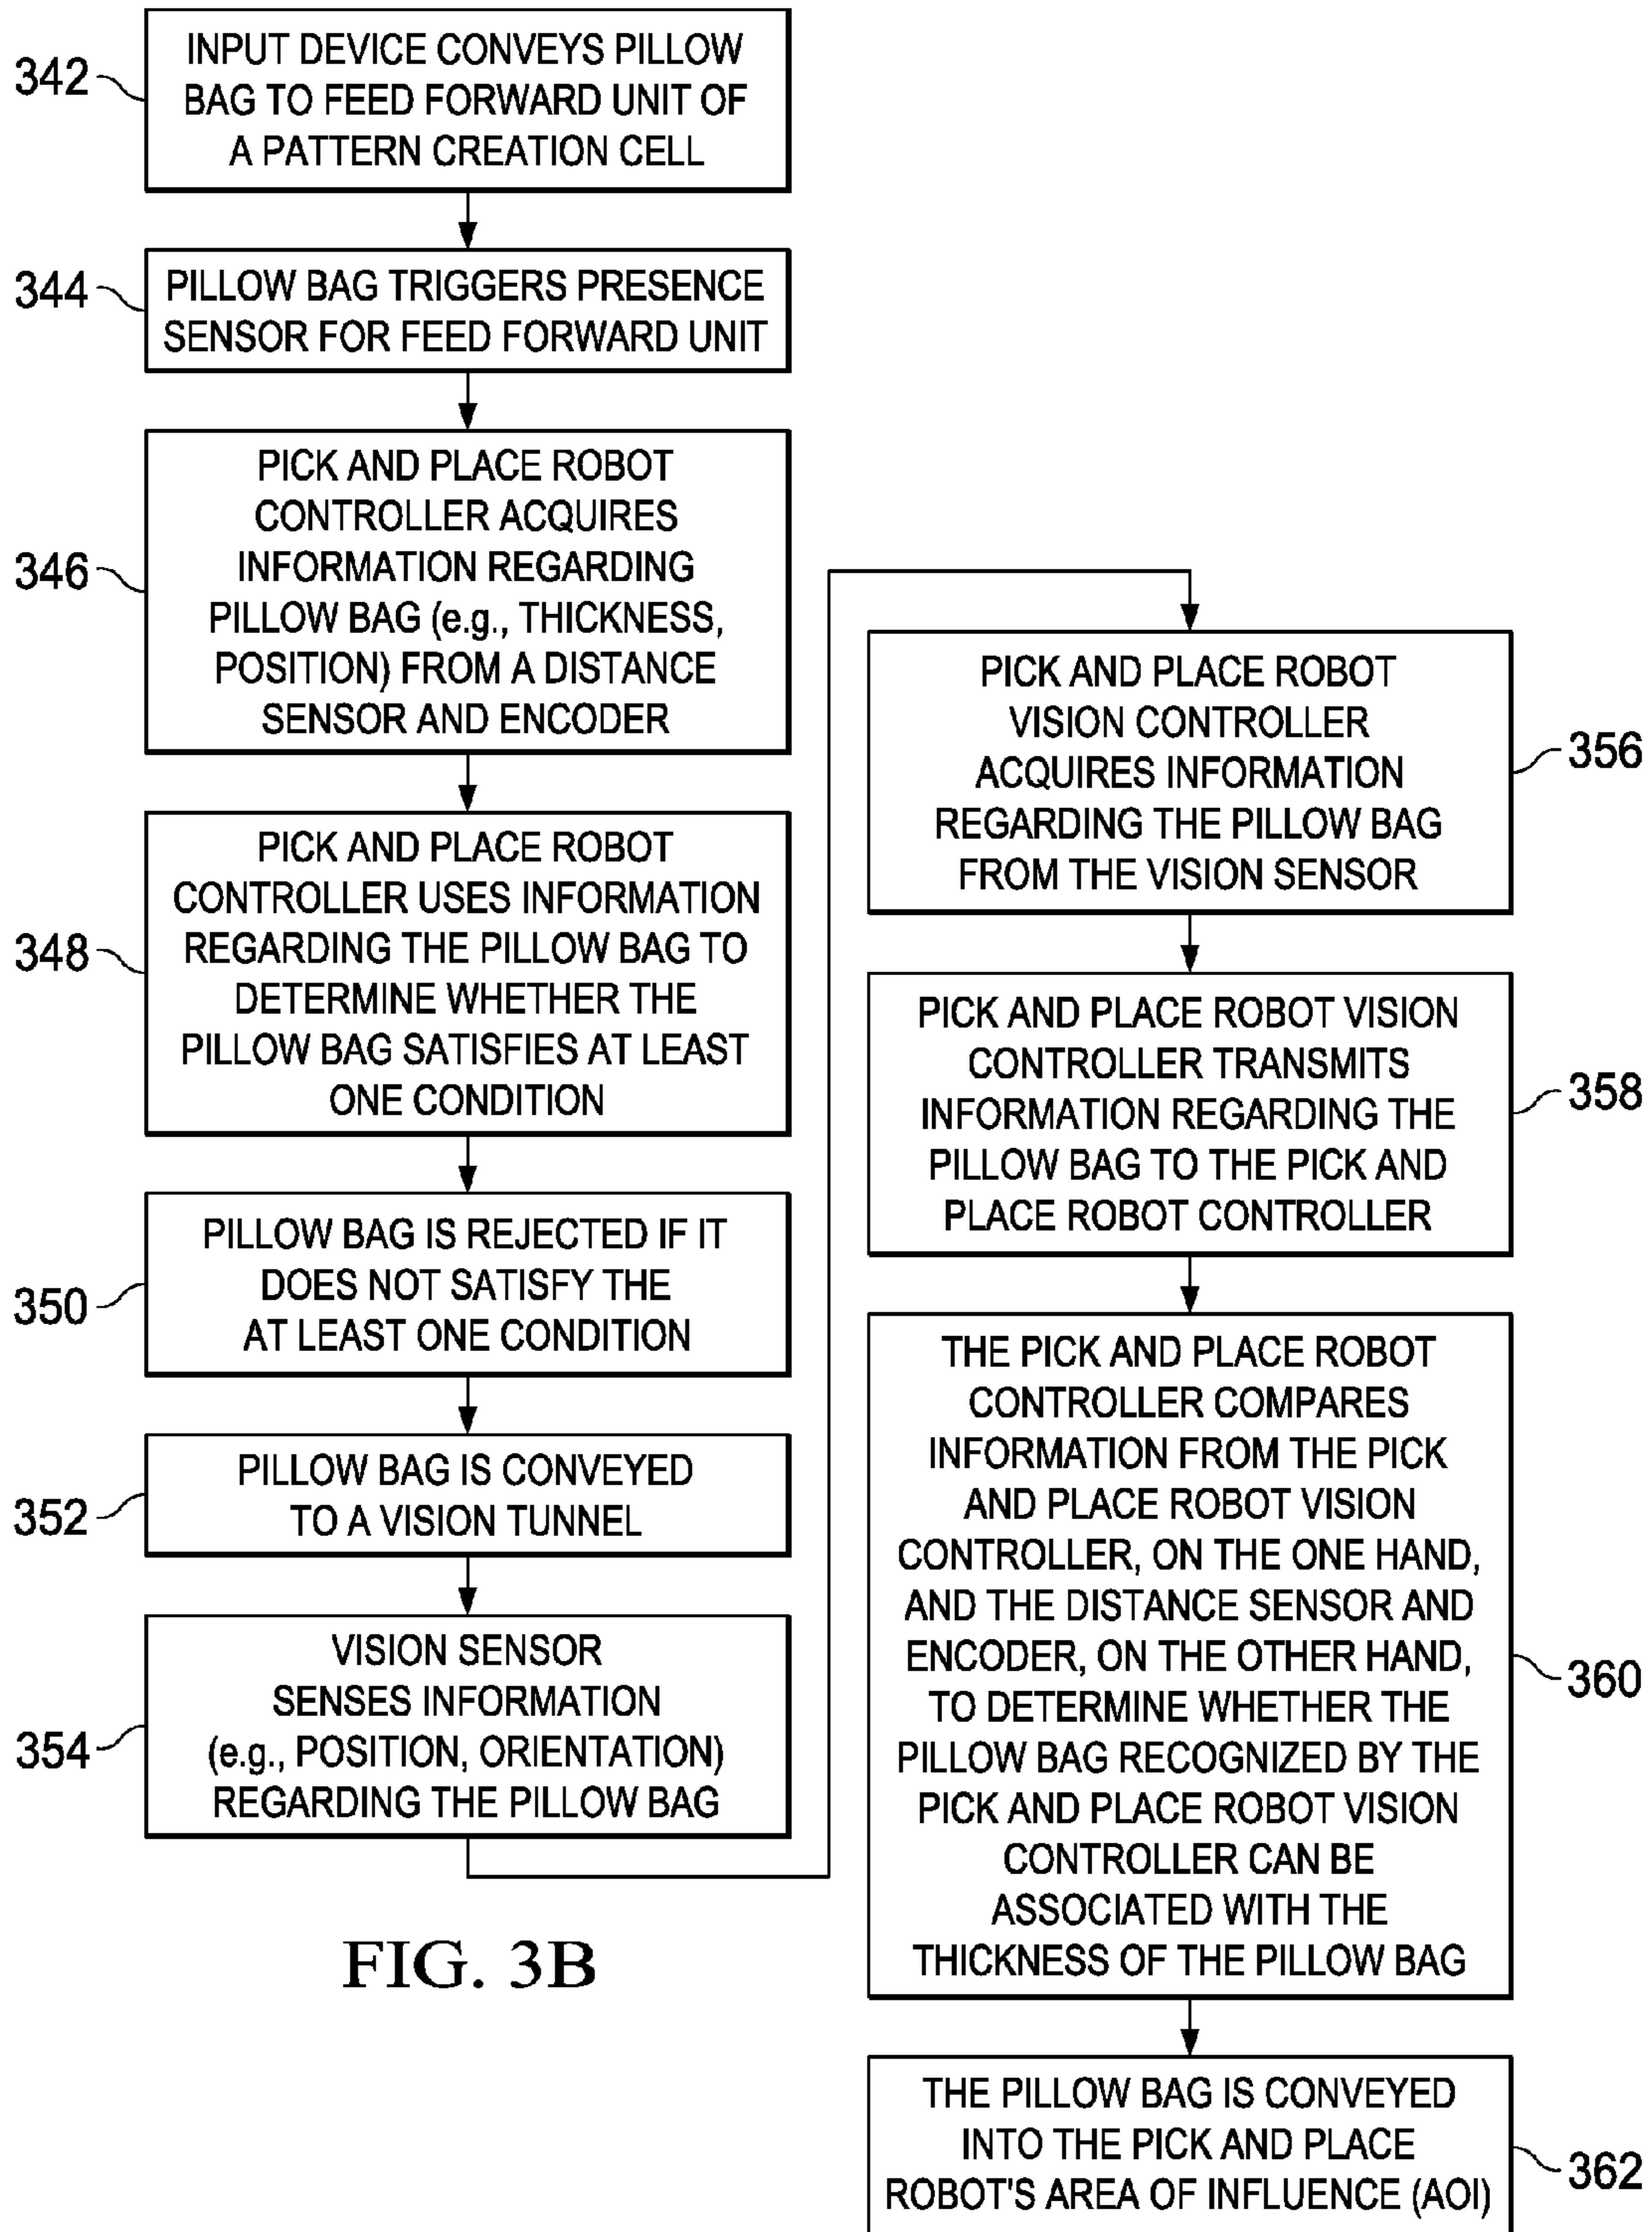 342
INPUT DEVICE CONVEYS PILLOW
BAG TO FEED FORWARD UNIT OF
A PATTERN CREATION CELL
344
PILLOW BAG TRIGGERS PRESENCE
SENSOR FOR FEED FORWARD UNIT
346
PICK AND PLACE ROBOT
CONTROLLER ACQUIRES
INFORMATION REGARDING
PILLOW BAG (e.g., THICKNESS,
POSITION) FROM A DISTANCE
SENSOR AND ENCODER
348
PICK AND PLACE ROBOT
CONTROLLER USES INFORMATION
REGARDING THE PILLOW BAG TO
DETERMINE WHETHER THE
PILLOW BAG SATISFIES AT LEAST
ONE CONDITION
350
PILLOW BAG IS REJECTED IF IT
DOES NOT SATISFY THE
AT LEAST ONE CONDITION
352
PILLOW BAG IS CONVEYED
TO A VISION TUNNEL
354
VISION SENSOR
SENSES INFORMATION
(e.g., POSITION, ORIENTATION)
REGARDING THE PILLOW BAG
PICK AND PLACE ROBOT
VISION CONTROLLER
ACQUIRES INFORMATION
REGARDING THE PILLOW BAG
FROM THE VISION SENSOR
356
PICK AND PLACE ROBOT VISION
CONTROLLER TRANSMITS
INFORMATION REGARDING THE
PILLOW BAG TO THE PICK AND
PLACE ROBOT CONTROLLER
358
THE PICK AND PLACE ROBOT
CONTROLLER COMPARES
INFORMATION FROM THE PICK
AND PLACE ROBOT VISION
CONTROLLER, ON THE ONE HAND,
AND THE DISTANCE SENSOR AND
ENCODER, ON THE OTHER HAND,
TO DETERMINE WHETHER THE
PILLOW BAG RECOGNIZED BY THE
PICK AND PLACE ROBOT VISION
CONTROLLER CAN BE
ASSOCIATED WITH THE
THICKNESS OF THE PILLOW BAG
360
THE PILLOW BAG IS CONVEYED
INTO THE PICK AND PLACE
ROBOT'S AREA OF INFLUENCE (AOI)
362
FIG. 3B